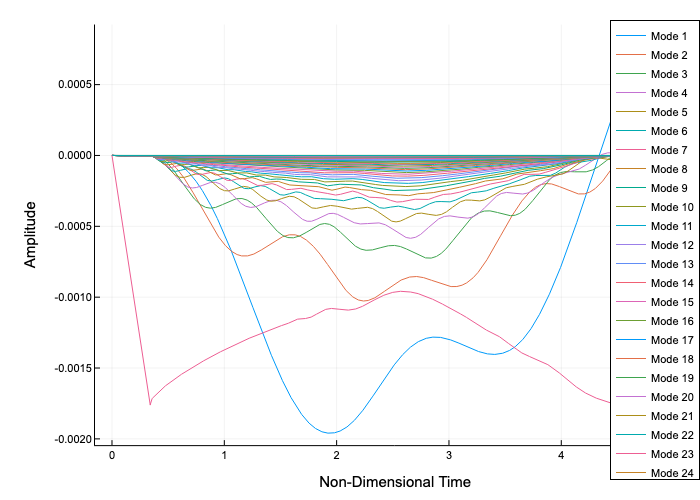 0.0005
0.0000
-0.0005
-0.0010
-0.0015
-0.0020
Amplitude
0 1 2 3 4
Non-Dimensional Time
Mode 1
Mode 2
Mode 3
Mode 4
Mode 5
Mode 6
Mode 7
Mode 8
Mode 9
Mode 10
Mode 11
Mode 12
Mode 13
Mode 14
Mode 15
Mode 16
Mode 17
Mode 18
Mode 19
Mode 20
Mode 21
Mode 22
Mode 23
Mode 24